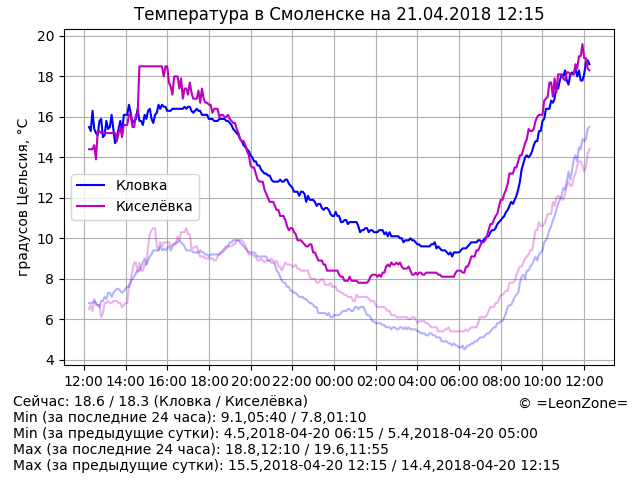 Температура в Смоленске на 21.04.2018 12:15
градусов Цельсия, °C
20
18
16
14
12
10
8
6
4
Кловка
Киселёвка
12:00 14:00 16:00 18:00 20:00 22:00 00:00 02:00 04:00 06:00 08:00 10:00 12:00
Сейчас: 18.6 / 18.3 (Кловка / Киселёвка)
© =LeonZone=
Min (за последние 24 часа): 9.1,05:40 / 7.8,01:10
Min (за предыдущие сутки): 4.5,2018-04-20 06:15 / 5.4,2018-04-20 05:00
Max (за последние 24 часа): 18.8,12:10 / 19.6,11:55
Max (за предыдущие сутки): 15.5,2018-04-20 12:15 / 14.4,2018-04-20 12:15